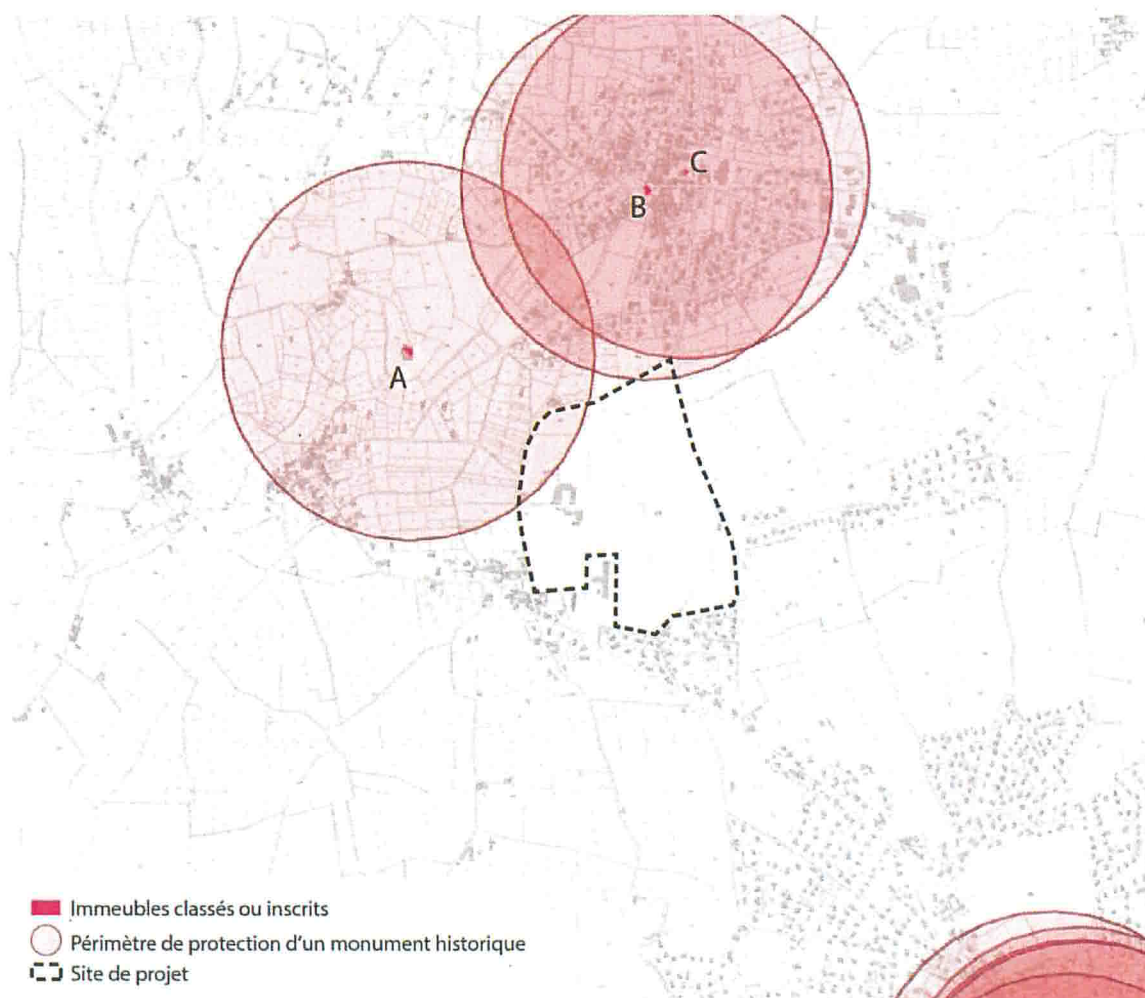 C
B
A
Immeubles classés ou inscrits
Périmètre de protection d'un monument historique
Site de projet